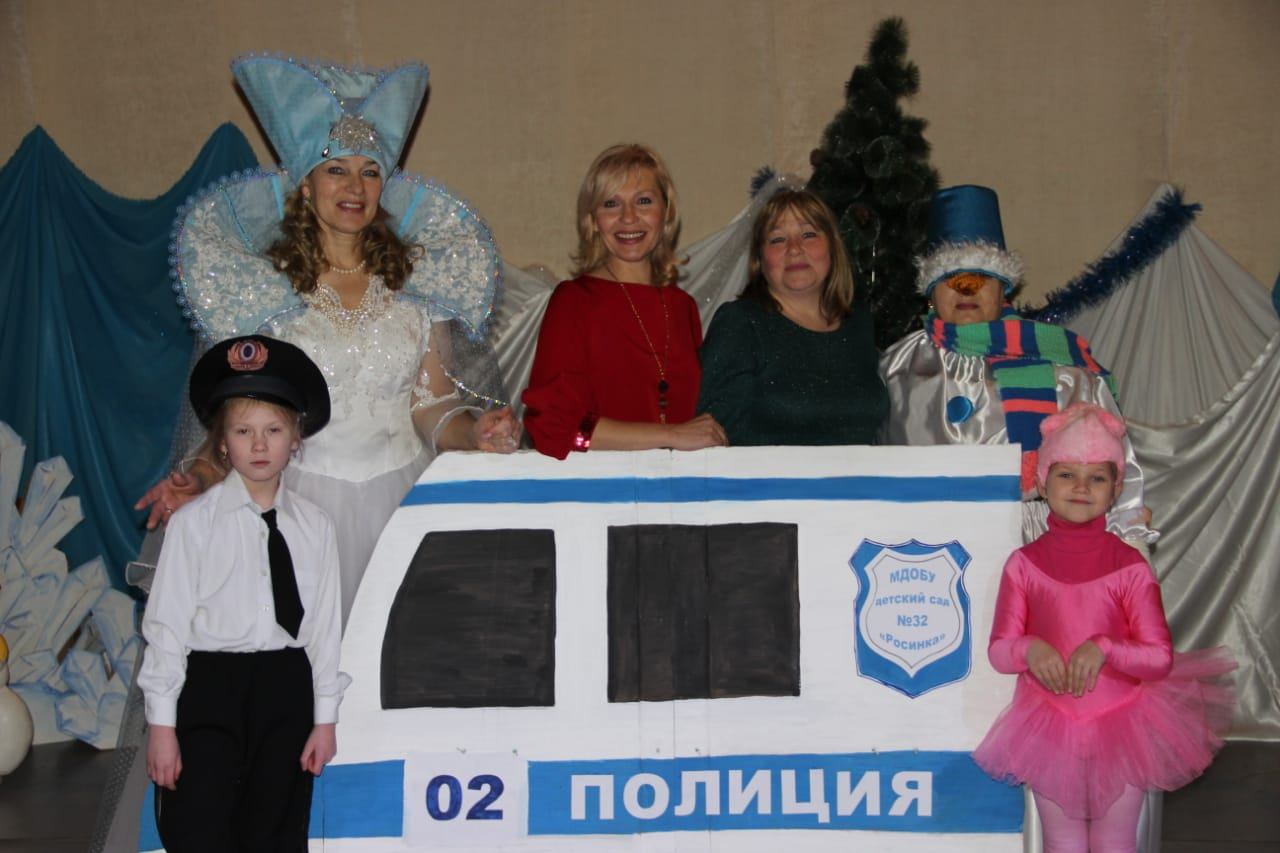 МДОБУ
детский сад
№32
«Росинка»
02 ПОЛИЦИЯ